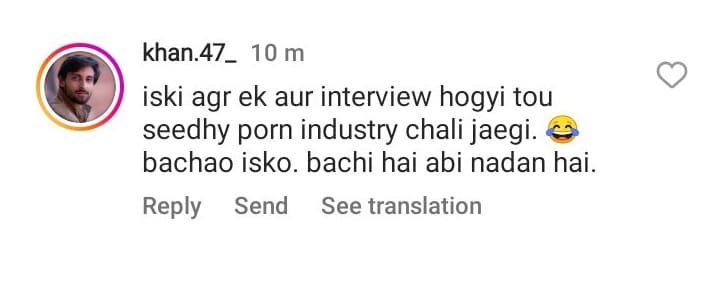 khan.47_ 10 m
iski agr ek aur interview hogyi tou
seedhy porn industry chali jaegi. 😂
bachao isko. bachi hai abi nadan hai.
Reply Send See translation